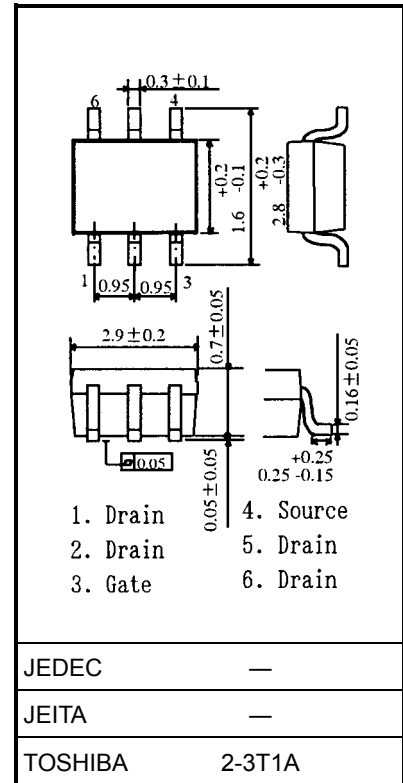 0.3±0.1
6 4
+0.2
1.6 -0.1
+0.2
2.8 -0.3
1 0.95 0.95 3
2.9±0.2
0.7±0.05
0.16±0.05
0.05
0.05±0.05
+0.25
0.25 -0.15
1. Drain
2. Drain
3. Gate
4. Source
5. Drain
6. Drain
JEDEC —
JEITA —
TOSHIBA 2-3T1A